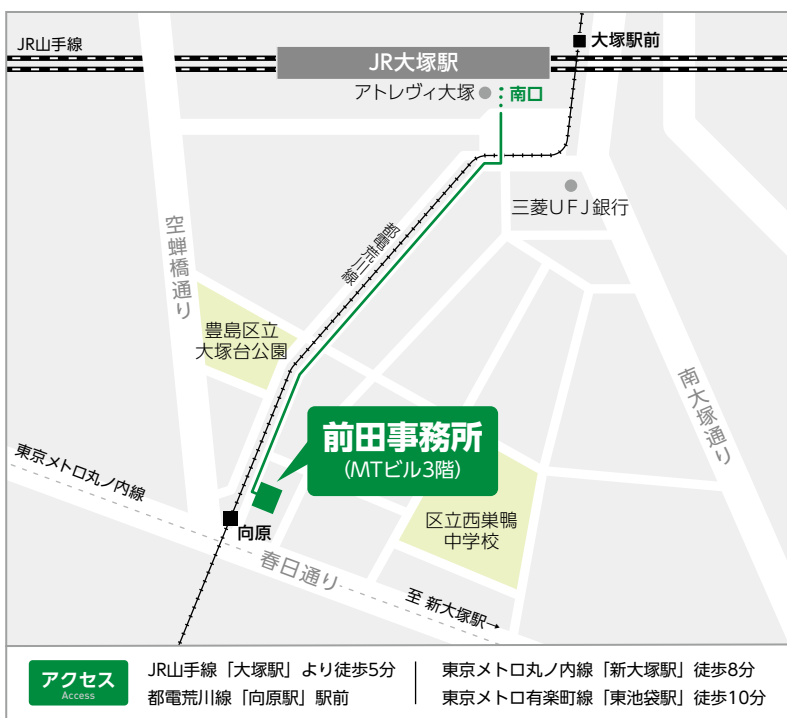 JR山手線
大塚駅前
JR大塚駅
アトレヴィ大塚
南口
三菱UFJ銀行
空蝉橋通り
都電荒川線
豊島区立
大塚台公園
南大塚通り
前田事務所
(MTビル3階)
東京メトロ丸ノ内線
区立西巣鴨
中学校
向原
春日通り
至 新大塚駅→
アクセス
Access
JR山手線「大塚駅」より徒歩5分
都電荒川線「向原駅」駅前
東京メトロ丸ノ内線「新大塚駅」徒歩8分
東京メトロ有楽町線「東池袋駅」徒歩10分